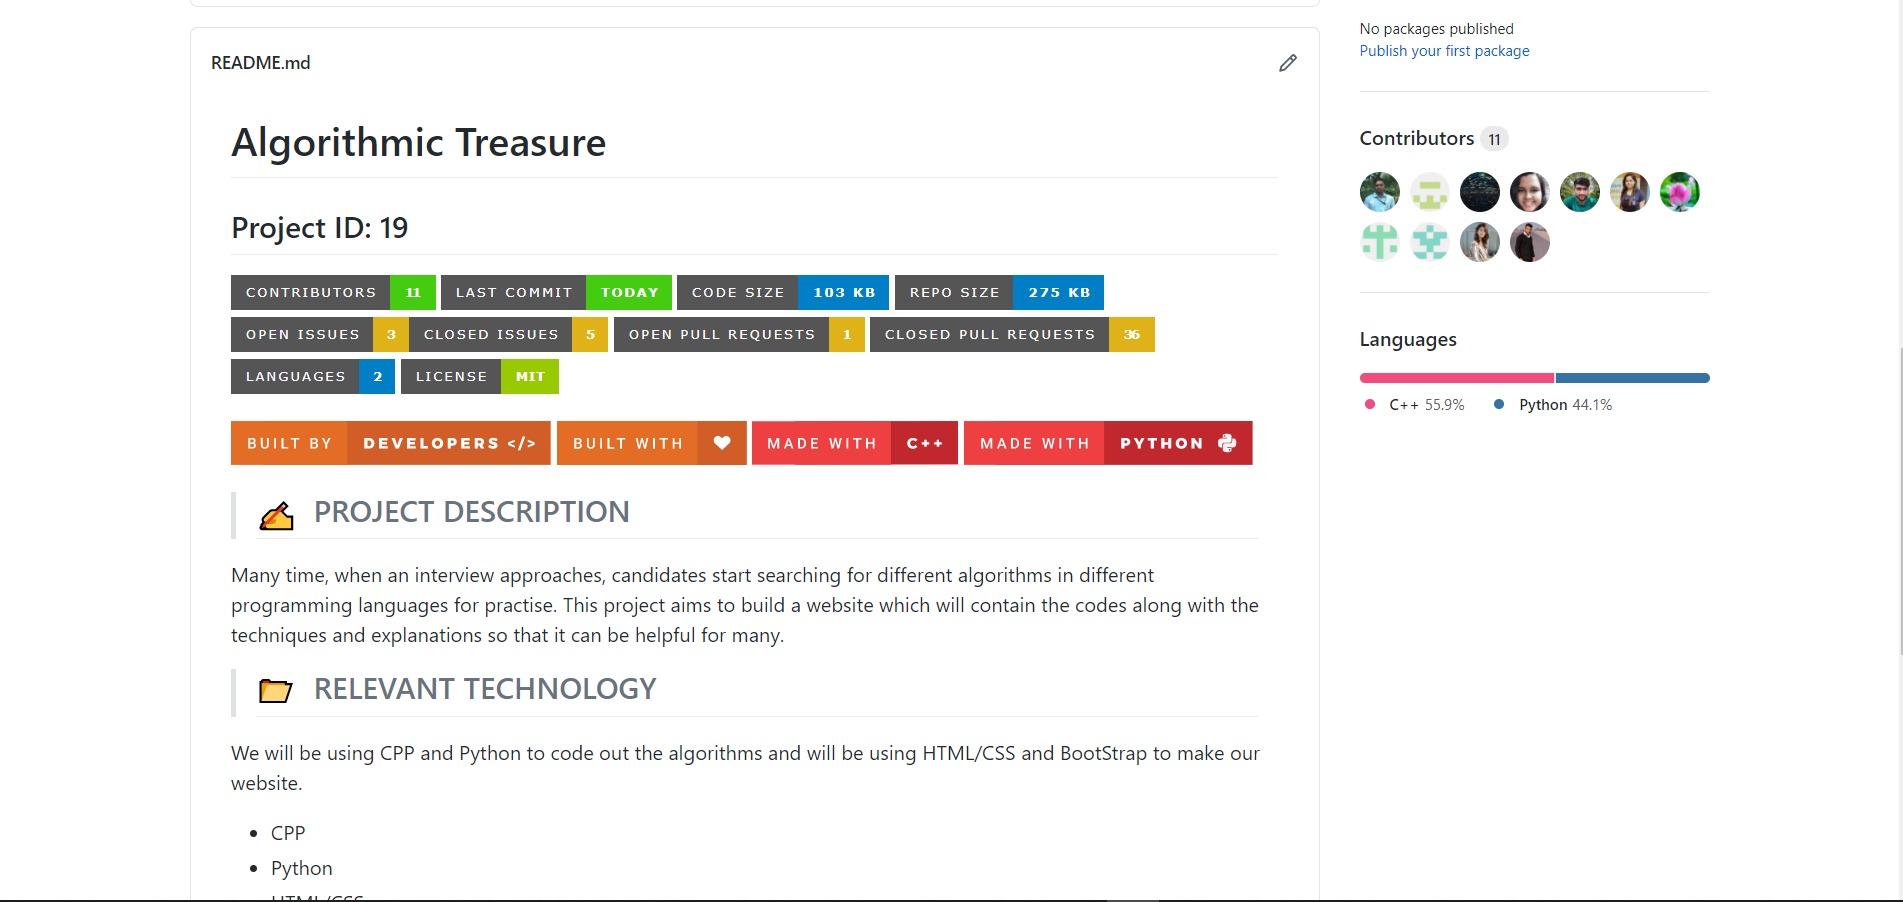 README.md
Algorithmic Treasure
Project ID: 19
CONTRIBUTORS 11 LAST COMMIT TODAY CODE SIZE 103 KB REPO SIZE 275 KB
OPEN ISSUES 3 CLOSED ISSUES 5 OPEN PULL REQUESTS 1 CLOSED PULL REQUESTS 36
LANGUAGES 2 LICENSE MIT
BUILT BY DEVELOPERS </> BUILT WITH MADE WITH C++ MADE WITH PYTHON
PROJECT DESCRIPTION
Many time, when an interview approaches, candidates start searching for different algorithms in different
programming languages for practise. This project aims to build a website which will contain the codes along with the
techniques and explanations so that it can be helpful for many.
RELEVANT TECHNOLOGY
We will be using CPP and Python to code out the algorithms and will be using HTML/CSS and BootStrap to make our
website.
• CPP
• Python
HTML/CSS
No packages published
Publish your first package
Contributors 11
Languages
C++ 55.9% Python 44.1%